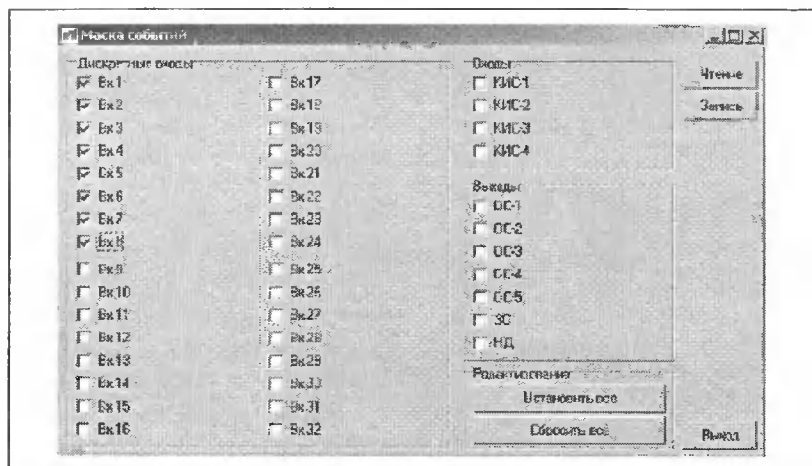 Маска событий
Дискретные входы
Вх1
Вх2
Вх3
Вх4
Вх5
Вх6
Вх7
Вх8
Вх9
Вх10
Вх11
Вх12
Вх13
Вх14
Вх15
Вх16
Вх17
Вх18
Вх19
Вх20
Вх21
Вх22
Вх23
Вх24
Вх25
Вх26
Вх27
Вх28
Вх29
Вх30
Вх31
Вх32
Входы
КИС-1
КИС-2
КИС-3
КИС-4
Выходы
ОС-1
ОС-2
ОС-3
ОС-4
ОС-5
ЗС
НД
Редактирование
Установить все
Сбросить всё
Чтение
Запись
Выход